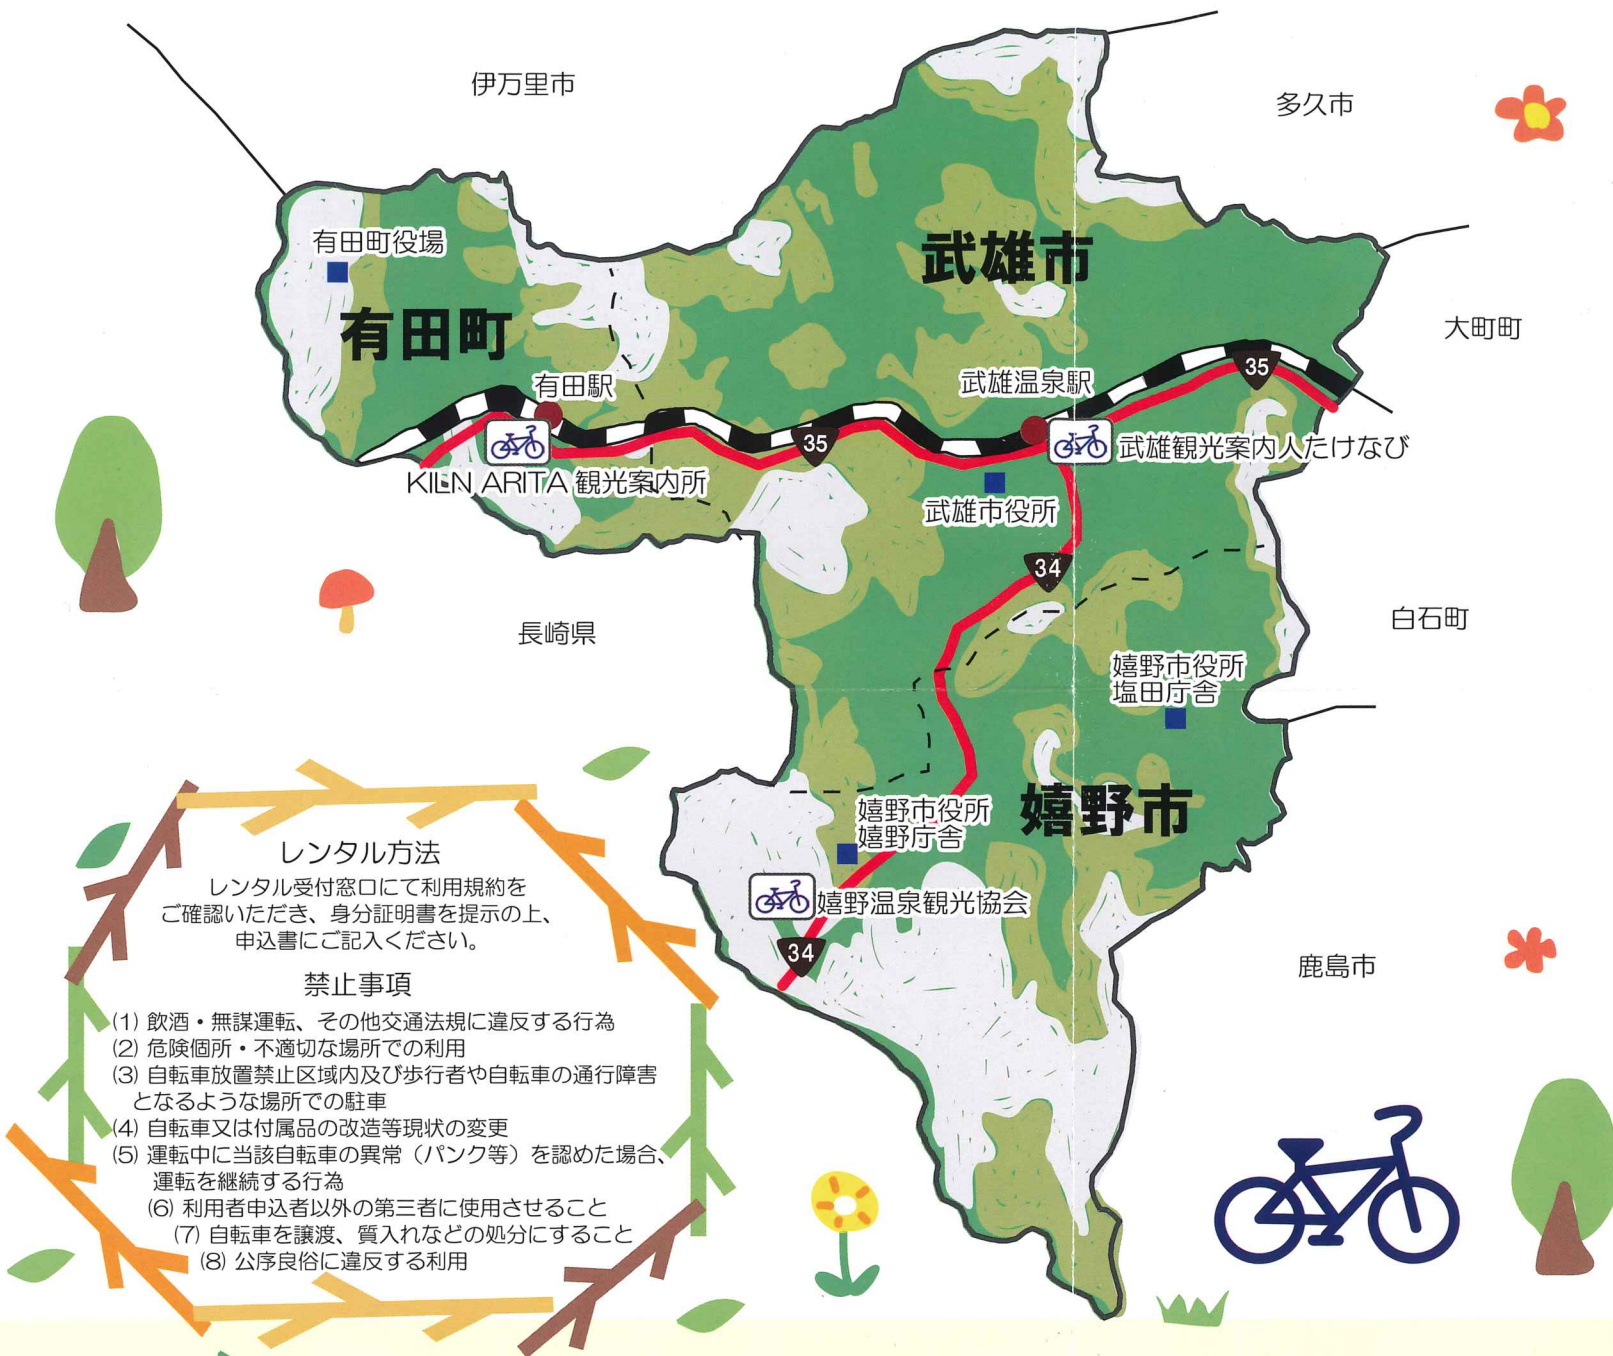 伊万里市
多久市
有田町役場
武雄市
有田町
大町町
有田駅
武雄温泉駅
35
35
武雄観光案内人たけなび
KILN ARITA 観光案内所
武雄市役所
34
長崎県
白石町
嬉野市役所
塩田庁舎
嬉野市役所
嬉野庁舎
嬉野市
嬉野温泉観光協会
34
鹿島市
レンタル方法
レンタル受付窓口にて利用規約を
ご確認いただき、身分証明書を提示の上、
申込書にご記入ください。
禁止事項
(1) 飲酒・無謀運転、その他交通法規に違反する行為
(2) 危険個所・不適切な場所での利用
(3) 自転車放置禁止区域内及び歩行者や自転車の通行障害
となるような場所での駐車
(4) 自転車又は付属品の改造等現状の変更
(5) 運転中に当該自転車の異常（パンク等）を認めた場合、
運転を継続する行為
(6) 利用者申込者以外の第三者に使用させること
(7) 自転車を譲渡、質入れなどの処分にすること
(8) 公序良俗に違反する利用